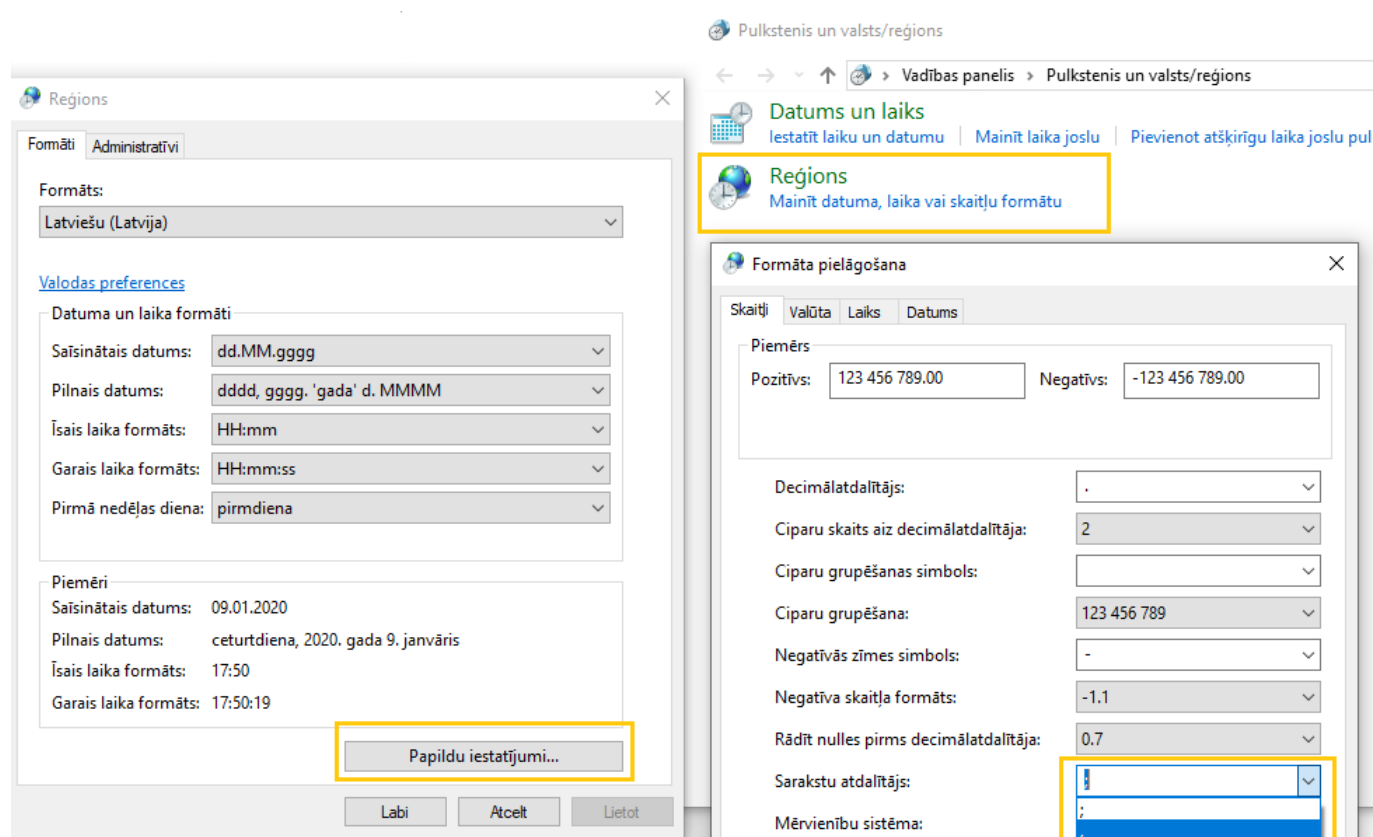 Pulkstenis un valsts/reģions
Vadības panelis › Pulkstenis un valsts/reģions
Datums un laiks
Iestatīt laiku un datumu | Mainīt laika joslu | Pievienot atšķirīgu laika joslu pul
Reģions
Mainīt datuma, laika vai skaitļu formātu
Reģions
Formāti Administratīvi
Formāts:
Latviešu (Latvija)
Valodas preferences
Datuma un laika formāti
Saīsinātais datums: dd.MM.gggg
Pilnais datums: dddd, gggg. 'gada' d. MMMM
Īsais laika formāts: HH:mm
Garais laika formāts: HH:mm:ss
Pirmā nedēļas diena: pirmdiena
Piemēri
Saīsinātais datums: 09.01.2020
Pilnais datums: ceturtdiena, 2020. gada 9. janvāris
Īsais laika formāts: 17:50
Garais laika formāts: 17:50:19
Papildu iestatījumi...
Labi Atcelt Lietot
Formāta pielāgošana
Skaitļi Valūta Laiks Datums
Piemērs
Pozitīvs: 123 456 789.00 Negatīvs: -123 456 789.00
Decimālatdalītājs: .
Ciparu skaits aiz decimālatdalītāja: 2
Ciparu grupēšanas simbols:
Ciparu grupēšana: 123 456 789
Negatīvās zīmes simbols: -
Negatīva skaitļa formāts: -1.1
Rādīt nulles pirms decimālatdalītāja: 0.7
Sarakstu atdalītājs: ;
;
Mērvienību sistēma: